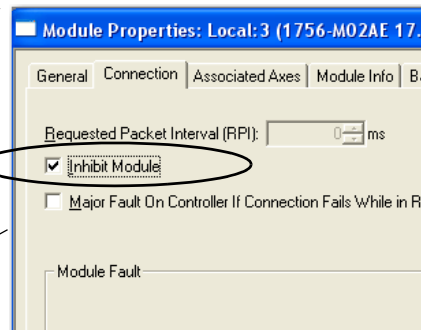 Module Properties: Local:3 (1756-M02AE 17.
General Connection Associated Axes Module Info
Requested Packet Interval (RPI): 0 ms
Inhibit Module
Major Fault On Controller If Connection Fails While in
Module Fault